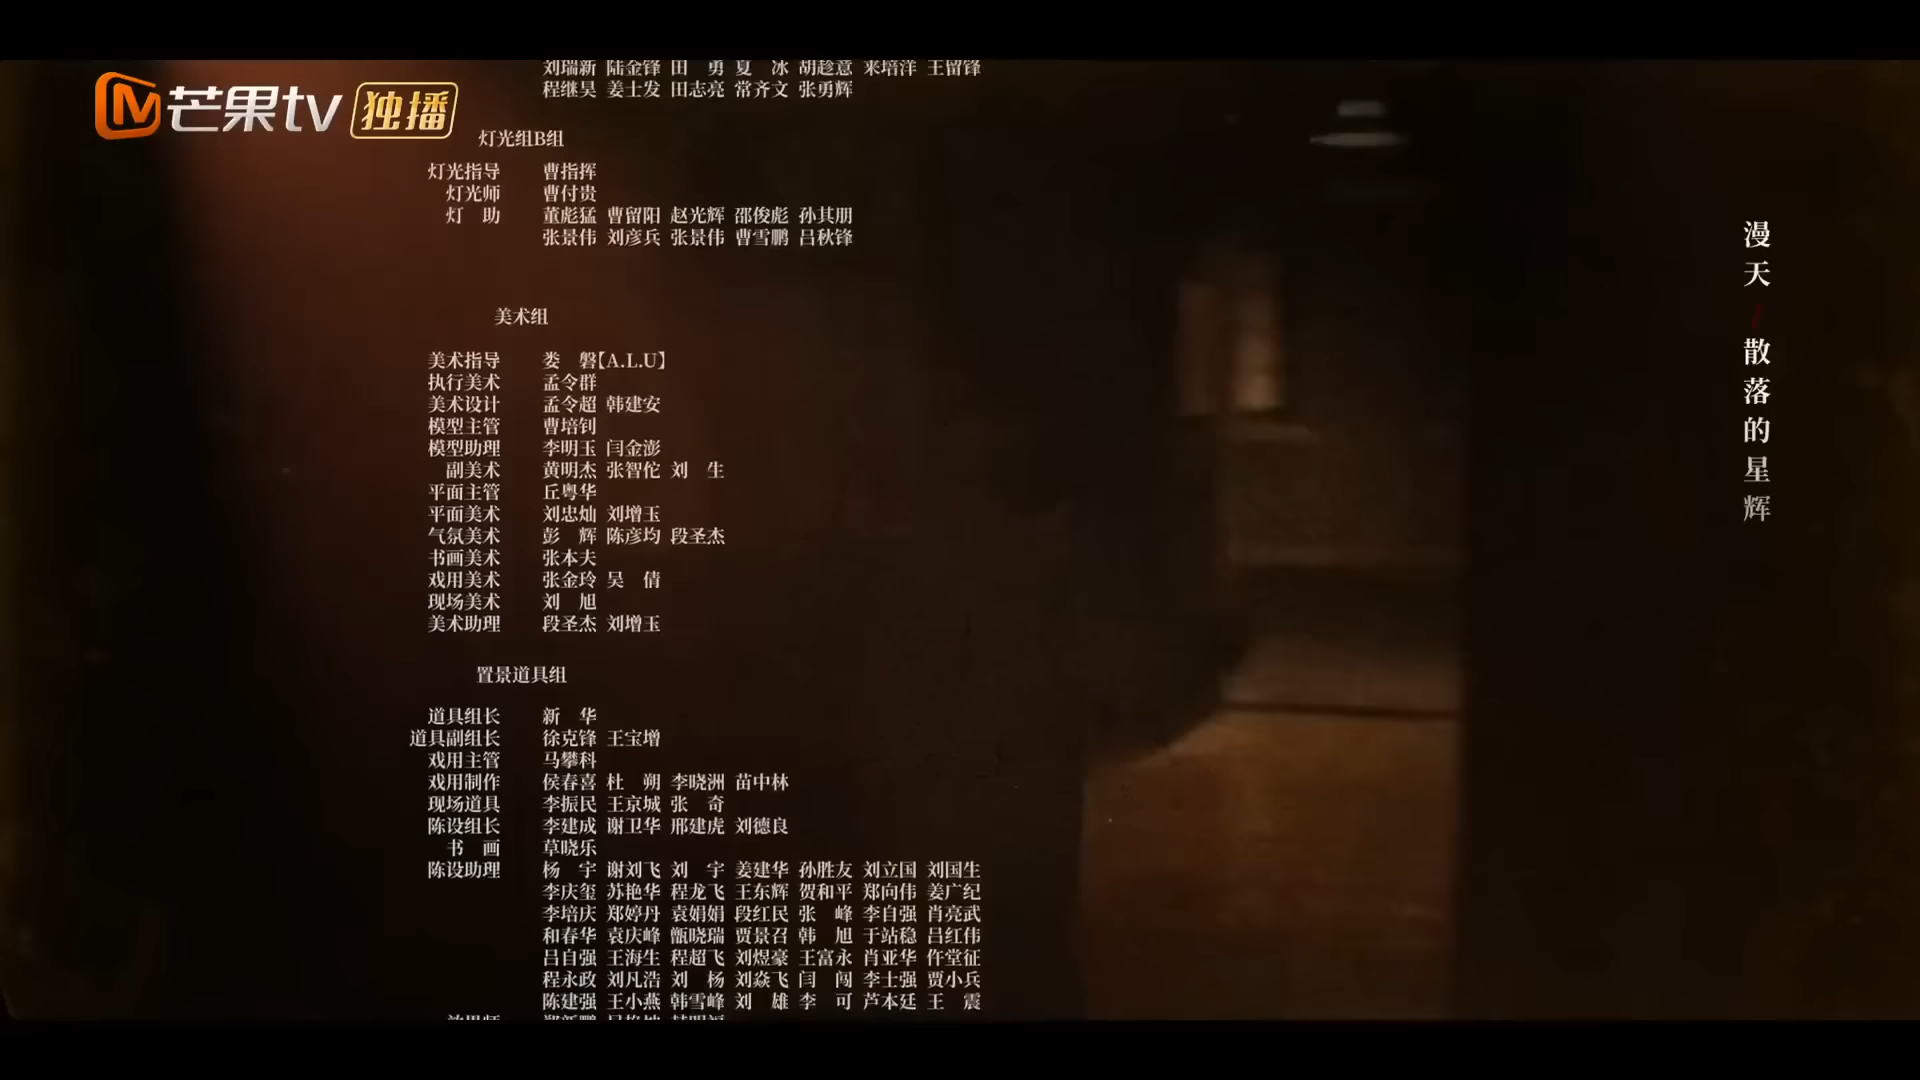 芒果tv 独播
刘瑞新 陆金锋 田 勇 夏 冰 胡趁意 来培洋 王留锋
程继昊 姜士发 田志亮 常齐文 张勇辉
灯光组B组
灯光指导 曹指挥
灯光师 曹付贵
灯 助 董彪猛 曹留阳 赵光辉 邵俊彪 孙其朋
张景伟 刘彦兵 张景伟 曹雪鹏 吕秋锋
美术组
美术指导 娄 磐【A.L.U】
执行美术 孟令群
美术设计 孟令超 韩建安
模型主管 曹培钊
模型助理 李明玉 闫金澎
副美术 黄明杰 张智佗 刘 生
平面主管 丘粤华
平面美术 刘忠灿 刘增玉
气氛美术 彭 辉 陈彦均 段圣杰
书画美术 张本夫
戏用美术 张金玲 吴 倩
现场美术 刘 旭
美术助理 段圣杰 刘增玉
置景道具组
道具组长 新 华
道具副组长 徐克锋 王宝增
戏用主管 马攀科
戏用制作 侯春喜 杜 朔 李晓洲 苗中林
现场道具 李振民 王京城 张 奇
陈设组长 李建成 谢卫华 邢建虎 刘德良
书 画 草晓乐
陈设助理 杨 宇 谢刘飞 刘 宇 姜建华 孙胜友 刘立国 刘国生
李庆玺 苏艳华 程龙飞 王东辉 贺和平 郑向伟 姜广纪
李培庆 郑婷丹 袁娟娟 段红民 张 峰 李自强 肖亮武
和春华 袁庆峰 甑晓瑞 贾景召 韩 旭 于站稳 吕红伟
吕自强 王海生 程超飞 刘煜豪 王富永 肖亚华 仵堂征
程永政 刘凡浩 刘 杨 刘焱飞 闫 闯 李士强 贾小兵
陈建强 王小燕 韩雪峰 刘 雄 李 可 芦本廷 王 震
漫天 散落的星辉